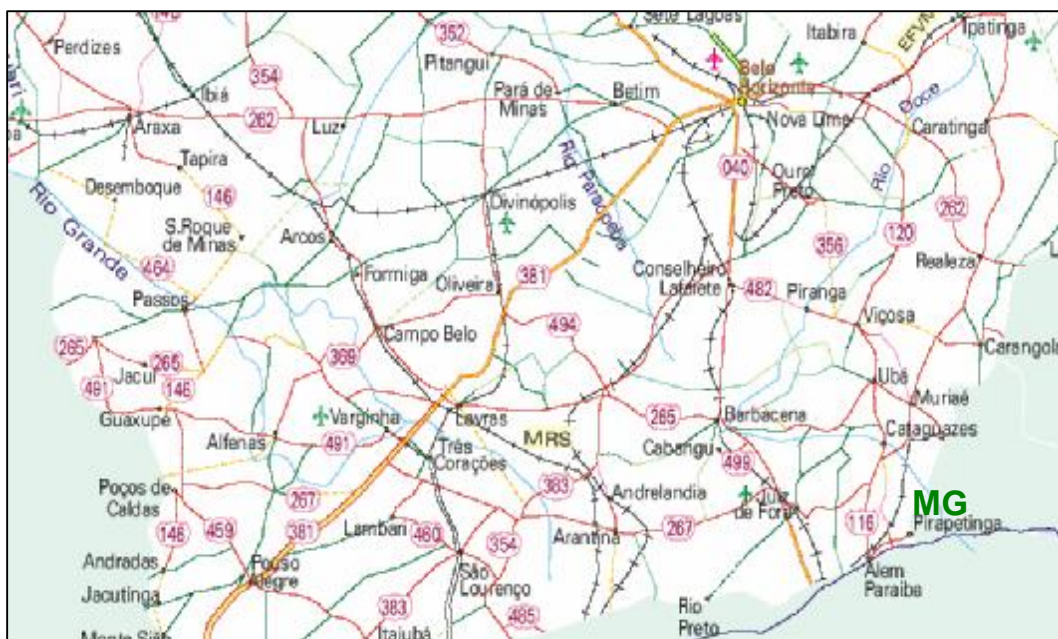 Perdizes
354
Ibiá
Araxa
262
Luz
Tapira
Desemboque
146
S.Roque
de Minas
Rio Grande
464
Passos
Arcos
Formiga
352
Pitangui
Pará de
Minas
Betim
Sete Lagoas
Belo
Horizonte
Nova Lime
Itabira
EFVM
Ipatinga
Rio Doce
Caratinga
040
Ouro
Preto
Rio Paraopeba
Divinópolis
356
120
262
Realeza
381
Oliveira
Conselheiro
Lafaiete
482
Piranga
Viçosa
Carangola
Campo Belo
494
369
265
265
Jacuí
491
146
Guaxupé
Varginha
Alfenas
491
Lavras
Três
Corações
MRS
265
Barbacena
Cabangu
499
Ubá
Muriaé
Cataguazes
Poços de
Caldas
267
381
Lambari
460
354
383
Andrelandia
Arantina
267
Juiz
de Fora
116
MG
Pirapetinga
Além
Paraiba
146
459
Andradas
Pouso
Alegre
Jacutinga
383
São
Lourenço
485
Itajubá
Rio
Preto